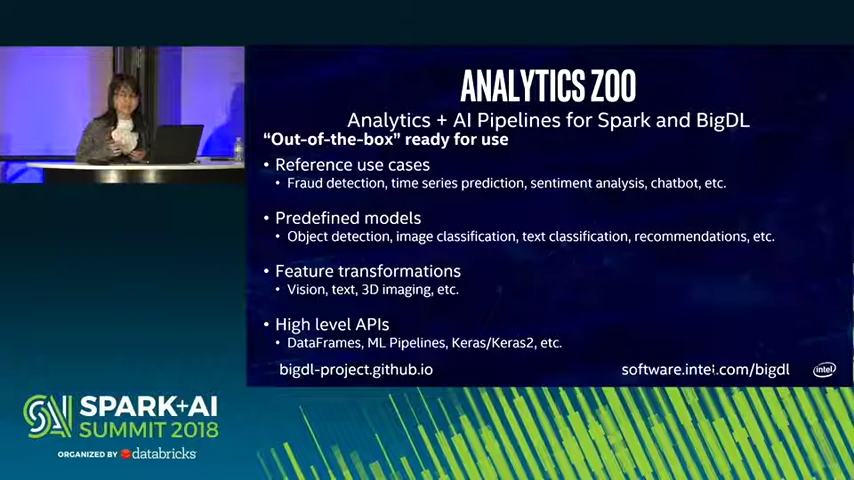 ANALYTICS ZOO
Analytics + AI Pipelines for Spark and BigDL
“Out-of-the-box” ready for use
• Reference use cases
• Fraud detection, time series prediction, sentiment analysis, chatbot, etc.
• Predefined models
• Object detection, image classification, text classification, recommendations, etc.
• Feature transformations
• Vision, text, 3D imaging, etc.
• High level APIs
• DataFrames, ML Pipelines, Keras/Keras2, etc.
bigdl-project.github.io
software.intel.com/bigdl
intel
SAI
SPARK+AI
SUMMIT 2018
ORGANIZED BY databricks